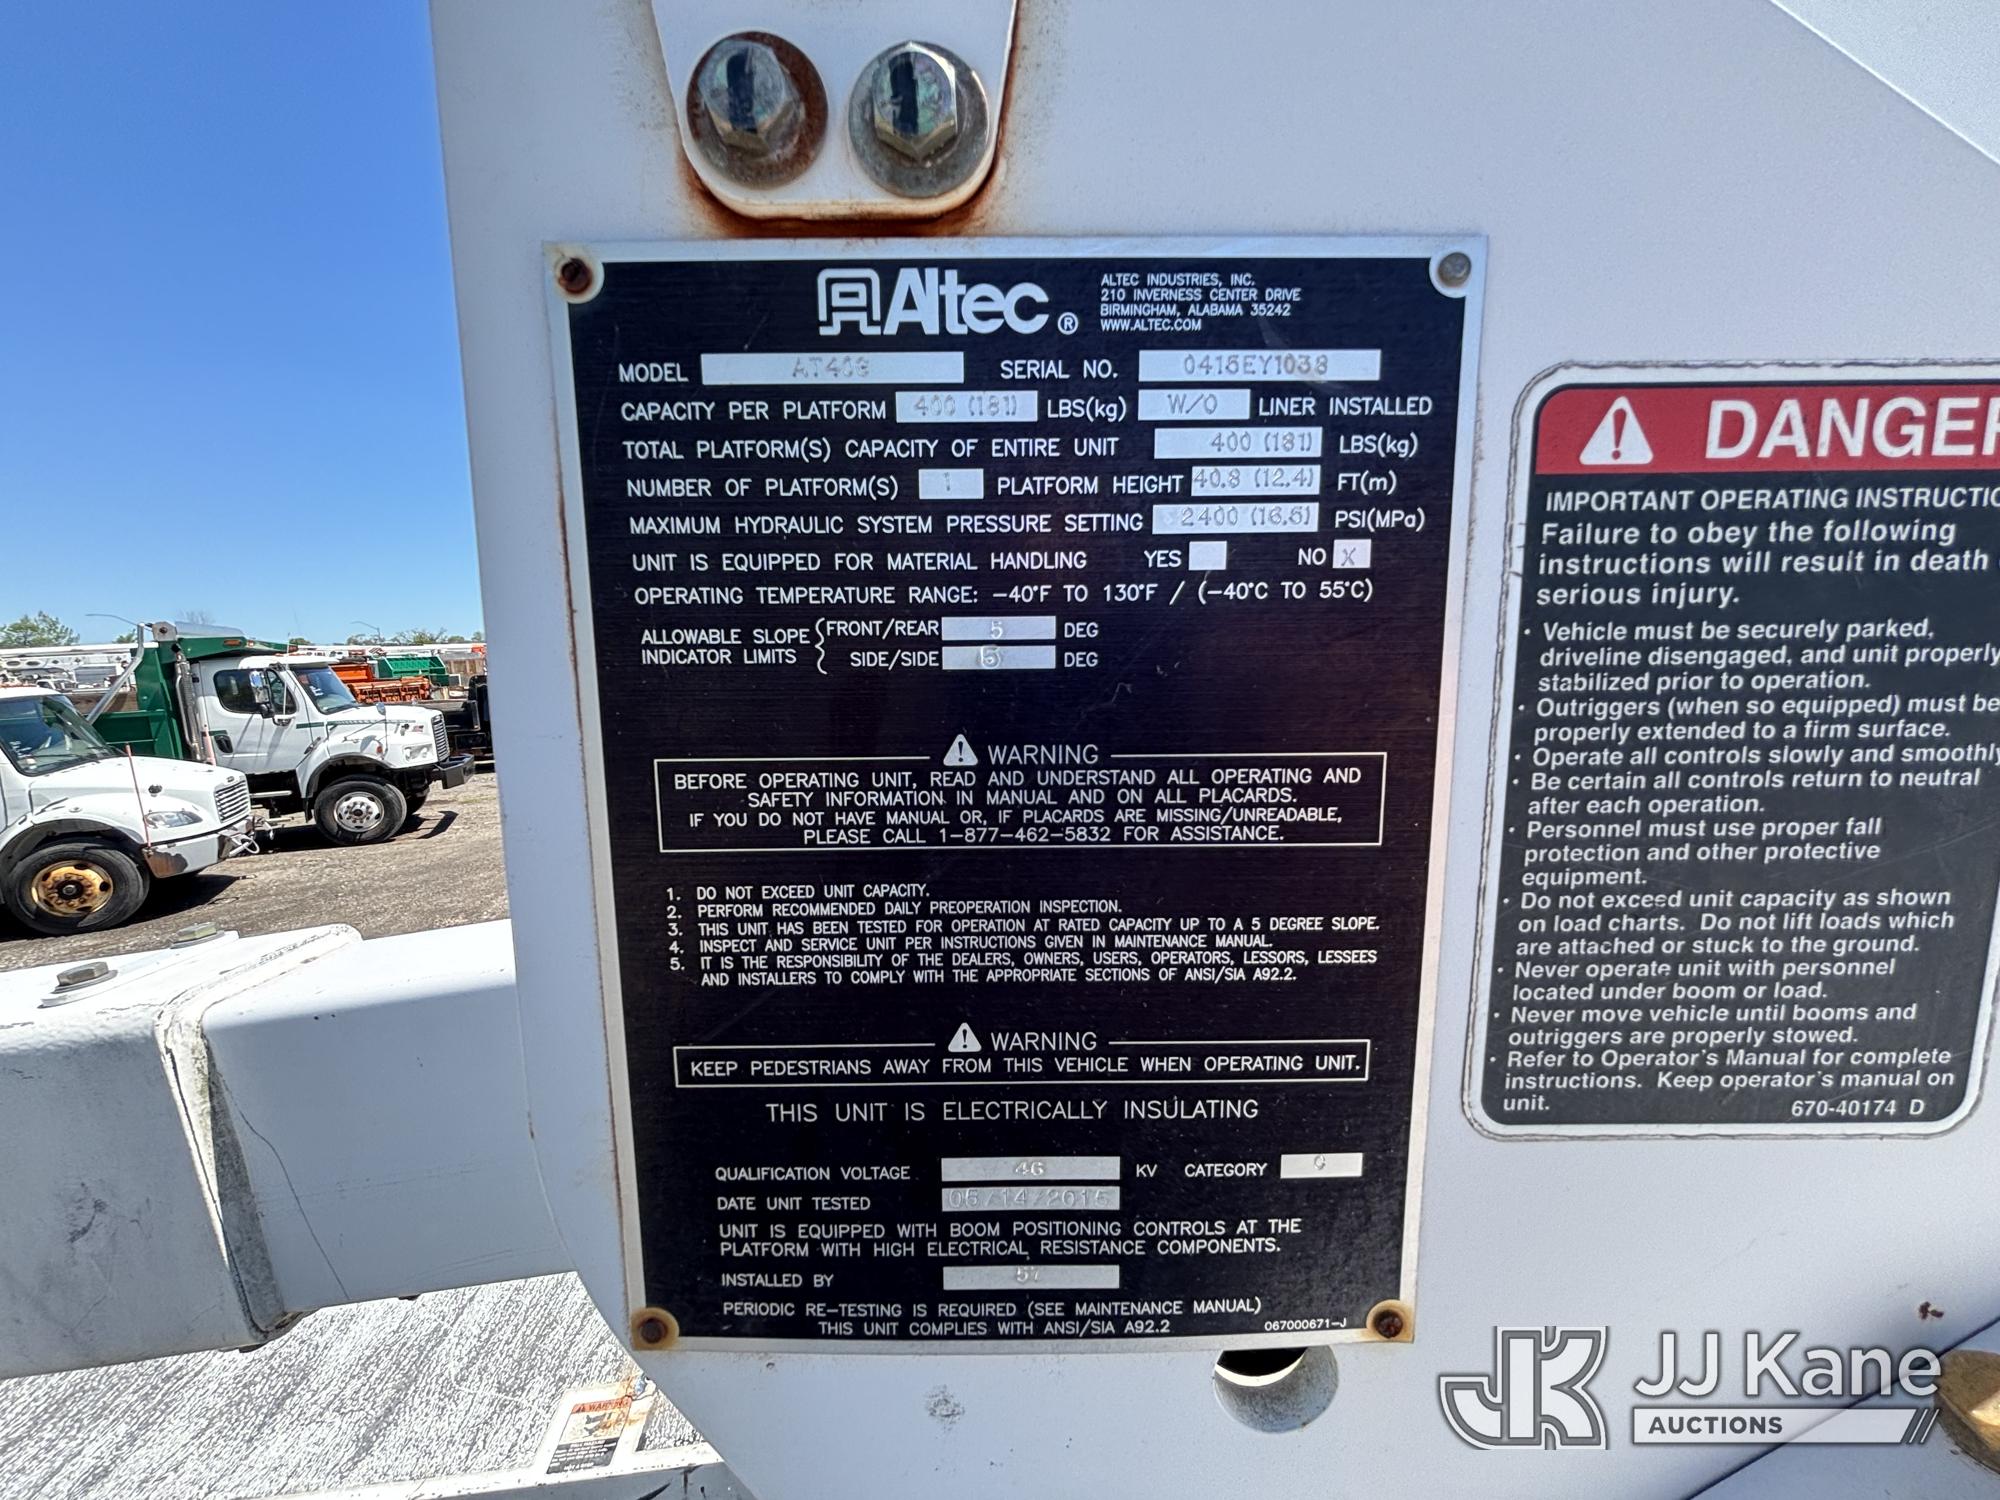 Altec®
ALTEC INDUSTRIES, INC.
210 INVERNESS CENTER DRIVE
BIRMINGHAM, ALABAMA 35242
WWW.ALTEC.COM
MODEL AT40G SERIAL NO. 0415EY1038
CAPACITY PER PLATFORM 400 (181) LBS(kg) W/O LINER INSTALLED
TOTAL PLATFORM(S) CAPACITY OF ENTIRE UNIT 400 (181) LBS(kg)
NUMBER OF PLATFORM(S) 1 PLATFORM HEIGHT 40.8 (12.4) FT(m)
MAXIMUM HYDRAULIC SYSTEM PRESSURE SETTING 2400 (16.5) PSI(MPa)
UNIT IS EQUIPPED FOR MATERIAL HANDLING YES NO X
OPERATING TEMPERATURE RANGE: -40°F TO 130°F / (-40°C TO 55°C)
ALLOWABLE SLOPE INDICATOR LIMITS
FRONT/REAR 5 DEG
SIDE/SIDE 5 DEG
WARNING
BEFORE OPERATING UNIT, READ AND UNDERSTAND ALL OPERATING AND
SAFETY INFORMATION IN MANUAL AND ON ALL PLACARDS.
IF YOU DO NOT HAVE MANUAL OR, IF PLACARDS ARE MISSING/UNREADABLE,
PLEASE CALL 1-877-462-5832 FOR ASSISTANCE.
1. DO NOT EXCEED UNIT CAPACITY.
2. PERFORM RECOMMENDED DAILY PREOPERATION INSPECTION.
3. THIS UNIT HAS BEEN TESTED FOR OPERATION AT RATED CAPACITY UP TO A 5 DEGREE SLOPE.
4. INSPECT AND SERVICE UNIT PER INSTRUCTIONS GIVEN IN MAINTENANCE MANUAL.
5. IT IS THE RESPONSIBILITY OF THE DEALERS, OWNERS, USERS, OPERATORS, LESSORS, LESSEES
AND INSTALLERS TO COMPLY WITH THE APPROPRIATE SECTIONS OF ANSI/SIA A92.2.
WARNING
KEEP PEDESTRIANS AWAY FROM THIS VEHICLE WHEN OPERATING UNIT.
THIS UNIT IS ELECTRICALLY INSULATING
QUALIFICATION VOLTAGE 46 KV CATEGORY C
DATE UNIT TESTED 05/14/2015
UNIT IS EQUIPPED WITH BOOM POSITIONING CONTROLS AT THE
PLATFORM WITH HIGH ELECTRICAL RESISTANCE COMPONENTS.
INSTALLED BY 57
PERIODIC RE-TESTING IS REQUIRED (SEE MAINTENANCE MANUAL)
THIS UNIT COMPLIES WITH ANSI/SIA A92.2
067000671-J
DANGER
IMPORTANT OPERATING INSTRUCTIO
Failure to obey the following
instructions will result in death
serious injury.
• Vehicle must be securely parked,
driveline disengaged, and unit properly
stabilized prior to operation.
• Outriggers (when so equipped) must be
properly extended to a firm surface.
• Operate all controls slowly and smoothly
• Be certain all controls return to neutral
after each operation.
• Personnel must use proper fall
protection and other protective
equipment.
• Do not exceed unit capacity as shown
on load charts. Do not lift loads which
are attached or stuck to the ground.
• Never operate unit with personnel
located under boom or load.
• Never move vehicle until booms and
outriggers are properly stowed.
• Refer to Operator's Manual for complete
instructions. Keep operator's manual on
unit.
670-40174 D
WARNING
JK JJ Kane
AUCTIONS